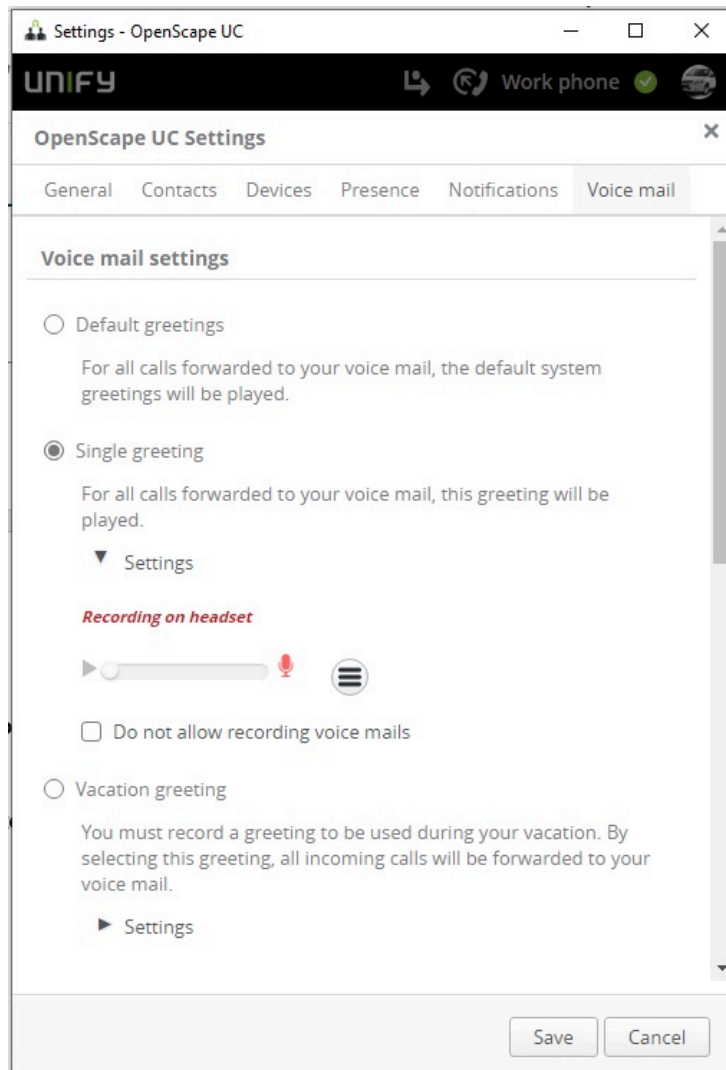 Settings - OpenScape UC
UNIFY
Work phone
OpenScape UC Settings
General Contacts Devices Presence Notifications Voice mail
Voice mail settings
Default greetings
For all calls forwarded to your voice mail, the default system
greetings will be played.
Single greeting
For all calls forwarded to your voice mail, this greeting will be
played.
Settings
Recording on headset
Do not allow recording voice mails
Vacation greeting
You must record a greeting to be used during your vacation. By
selecting this greeting, all incoming calls will be forwarded to your
voice mail.
Settings
Save Cancel